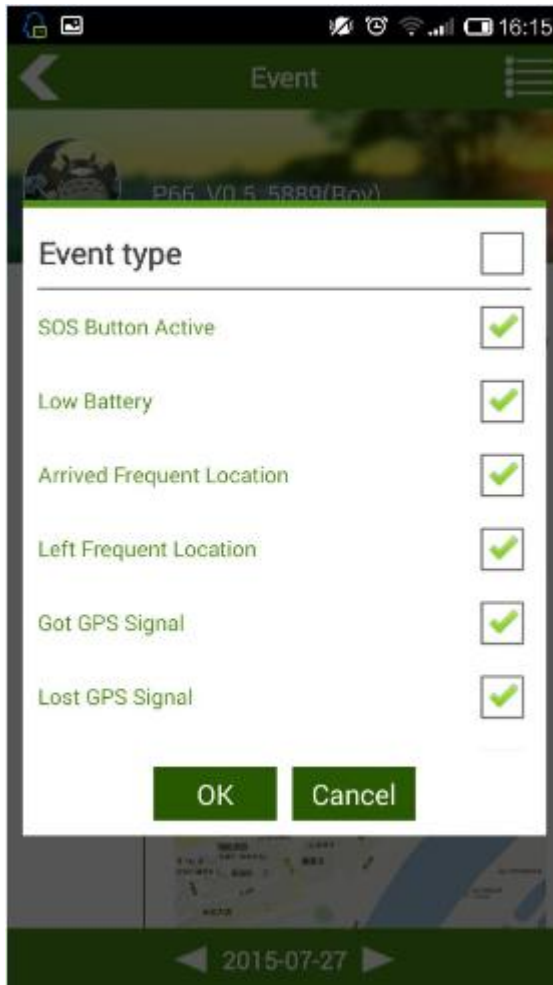 16:15
Event
P66_V0.5_5889(Boy)
Event type
SOS Button Active
Low Battery
Arrived Frequent Location
Left Frequent Location
Got GPS Signal
Lost GPS Signal
OK
Cancel
2015-07-27